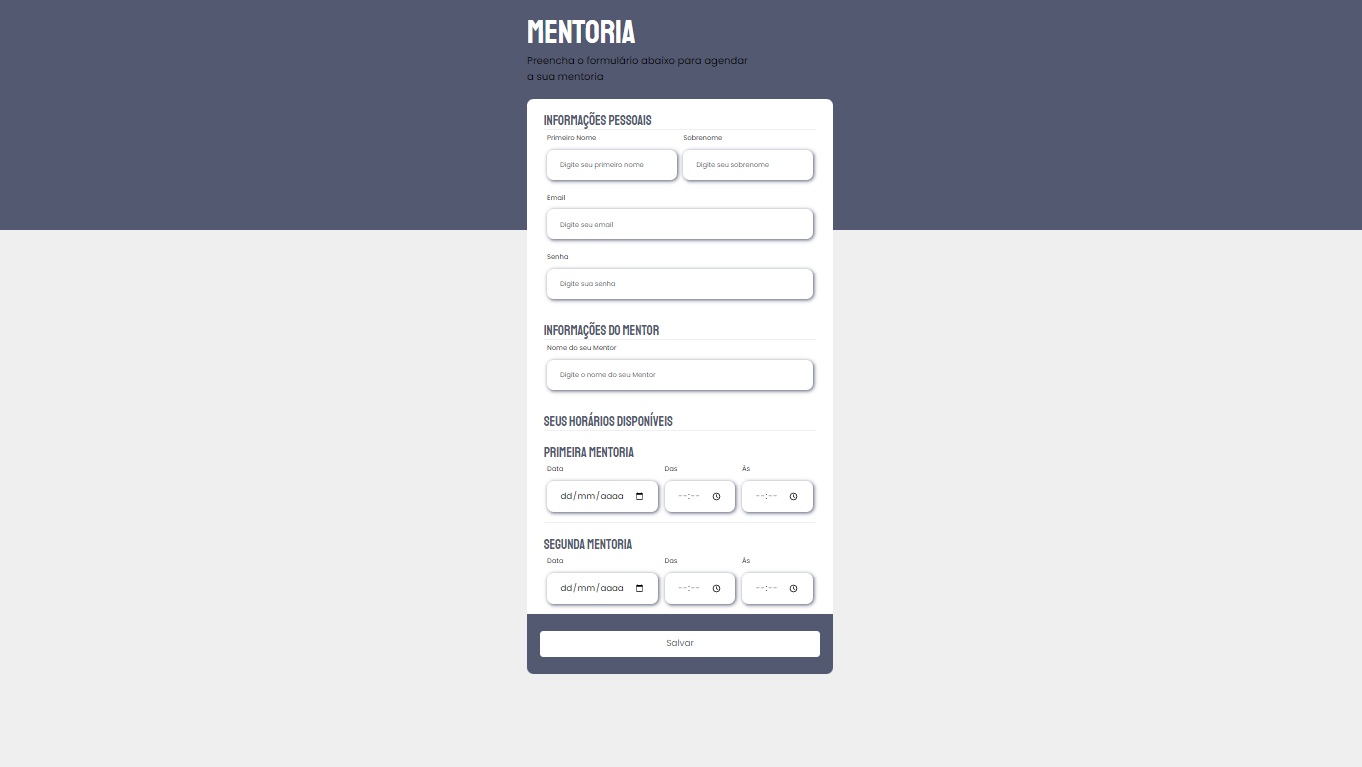 MENTORIA
Preencha o formulário abaixo para agendar
a sua mentoria
INFORMAÇÕES PESSOAIS
Primeiro Nome Sobrenome
Digite seu primeiro nome Digite seu sobrenome
Email
Digite seu email
Senha
Digite sua senha
INFORMAÇÕES DO MENTOR
Nome do seu Mentor
Digite o nome do seu Mentor
SEUS HORÁRIOS DISPONÍVEIS
PRIMEIRA MENTORIA
Data Das Às
dd/mm/aaaa --:-- --:--
SEGUNDA MENTORIA
Data Das Às
dd/mm/aaaa --:-- --:--
Salvar